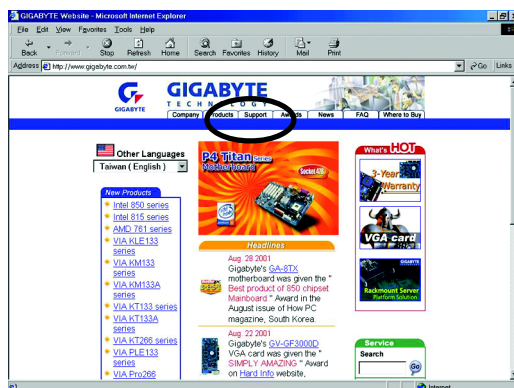 GIGABYTE Website - Microsoft Internet Explorer
File Edit View Favorites Tools Help
Back Forward Stop Refresh Home Search Favorites History Mail Print
Address http://www.gigabyte.com.tw/ Go Links
GIGABYTE
GIGABYTE
TECHNOLOGY
Company Products Support Awards News FAQ Where to Buy
Other Languages
Taiwan ( English )
New Products
Intel 850 series
Intel 815 series
AMD 761 series
VIA KLE133
series
VIA KM133
series
VIA KM133A
series
VIA KT133 series
VIA KT133A
series
VIA KT266 series
VIA PLE133
series
VIA Pro266
P4 Titan Series
Motherboard
Socket 478
Headlines
Aug. 28 2001
Gigabyte's GA-8TX
motherboard was given the "
Best product of 850 chipset
Mainboard " Award in the
August issue of How PC
magazine, South Korea.
Aug. 22 2001
Gigabyte's GV-GF3000D
VGA card was given the "
SIMPLY AMAZING " Award
on Hard Info website,
What's HOT
3-Year
Warranty
VGA card
GIGABYTE
Rackmount Server
Platform Solution
Service
Search
Go
Internet